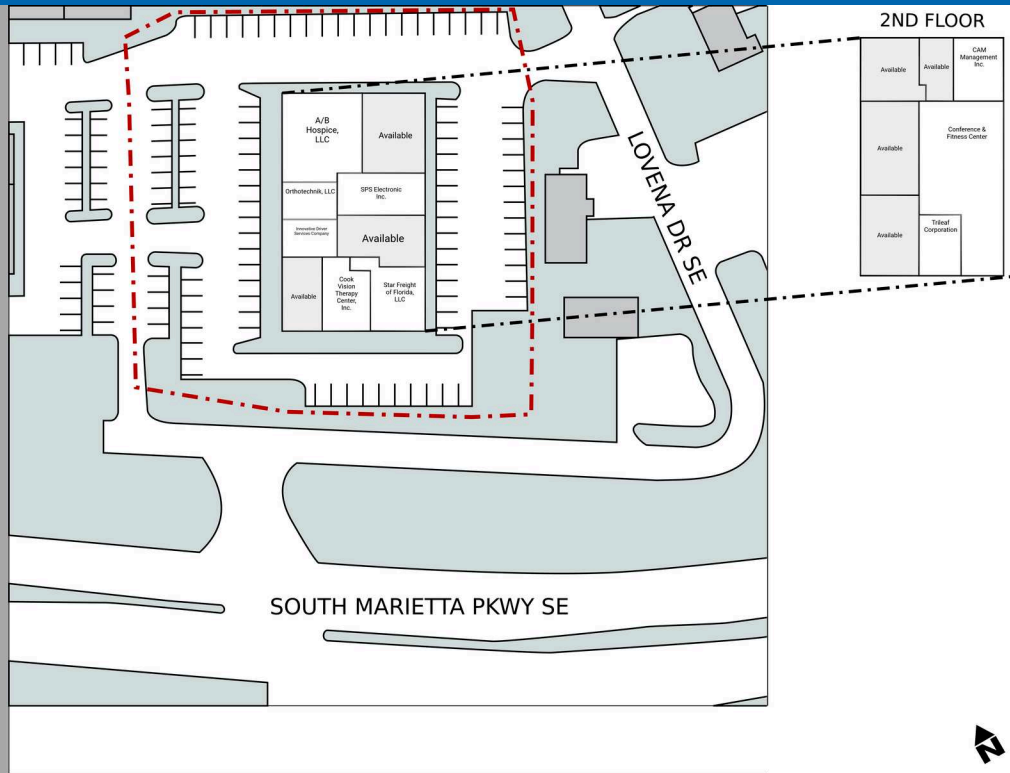 2ND FLOOR
Available
Available
CAM
Management
Inc.
Available
Conference &
Fitness Center
Available
Trileaf
Corporation
A/B
Hospice,
LLC
Available
Orthotechnik, LLC
SPS Electronic
Inc.
Innovative Driver
Services Company
Available
Available
Cook
Vision
Therapy
Center,
Inc.
Star Freight
of Florida,
LLC
LOVENA DR SE
SOUTH MARIETTA PKWY SE
N